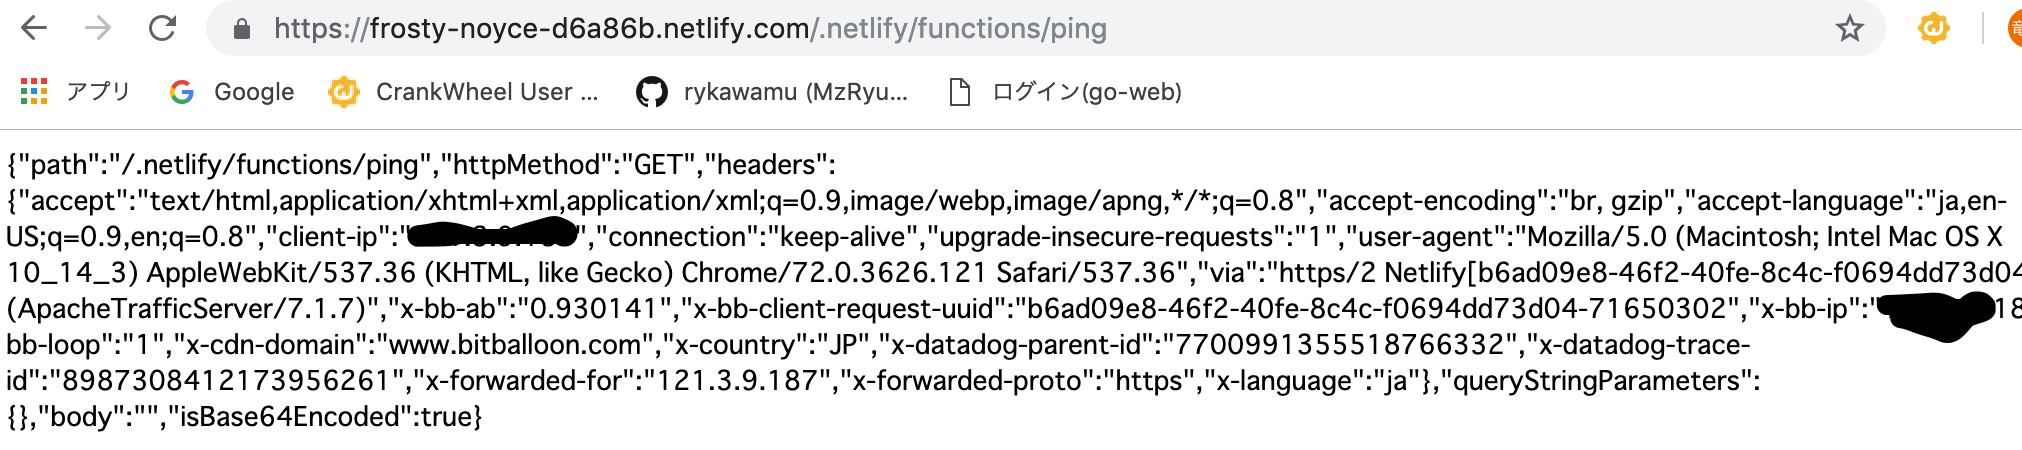 https://frosty-noyce-d6a86b.netlify.com/.netlify/functions/ping
アプリ Google CrankWheel User ... rykawamu (MzRyu... ログイン(go-web)
{"path":"/.netlify/functions/ping","httpMethod":"GET","headers":
{"accept":"text/html,application/xhtml+xml,application/xml;q=0.9,image/webp,image/apng,*/*;q=0.8","accept-encoding":"br, gzip","accept-language":"ja,en-
US;q=0.9,en;q=0.8","client-ip":"","connection":"keep-alive","upgrade-insecure-requests":"1","user-agent":"Mozilla/5.0 (Macintosh; Intel Mac OS X
10_14_3) AppleWebKit/537.36 (KHTML, like Gecko) Chrome/72.0.3626.121 Safari/537.36","via":"https/2 Netlify[b6ad09e8-46f2-40fe-8c4c-f0694dd73d04
(ApacheTrafficServer/7.1.7)","x-bb-ab":"0.930141","x-bb-client-request-uuid":"b6ad09e8-46f2-40fe-8c4c-f0694dd73d04-71650302","x-bb-ip":"18
bb-loop":"1","x-cdn-domain":"www.bitballoon.com","x-country":"JP","x-datadog-parent-id":"7700991355518766332","x-datadog-trace-
id":"8987308412173956261","x-forwarded-for":"121.3.9.187","x-forwarded-proto":"https","x-language":"ja"},"queryStringParameters":
{},"body":"","isBase64Encoded":true}